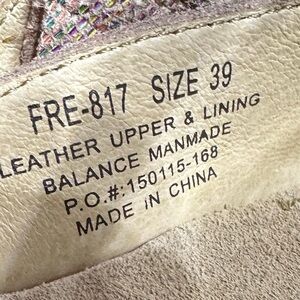 FRE-817 SIZE 39
LEATHER UPPER & LINING
BALANCE MANMADE
P.O.#:150115-168
MADE IN CHINA